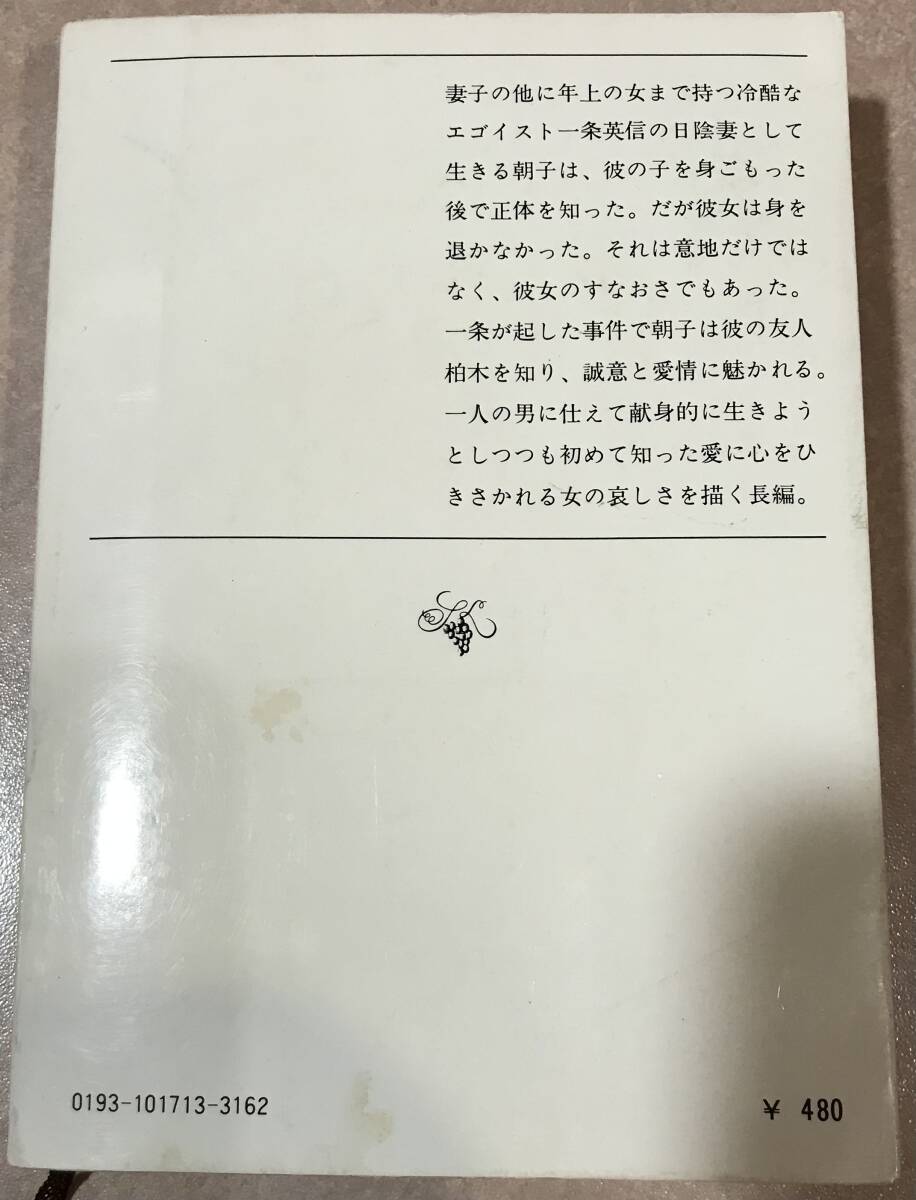 妻子の他に年上の女まで持つ冷酷な
エゴイスト一条英信の日陰妻として
生きる朝子は、彼の子を身ごもった
後で正体を知った。だが彼女は身を
退かなかった。それは意地だけでは
なく、彼女のすなおさでもあった。
一条が起した事件で朝子は彼の友人
柏木を知り、誠意と愛情に魅かれる。
一人の男に仕えて献身的に生きよう
としつつも初めて知った愛に心をひ
きさかれる女の哀しさを描く長編。
0193-101713-3162
¥ 480